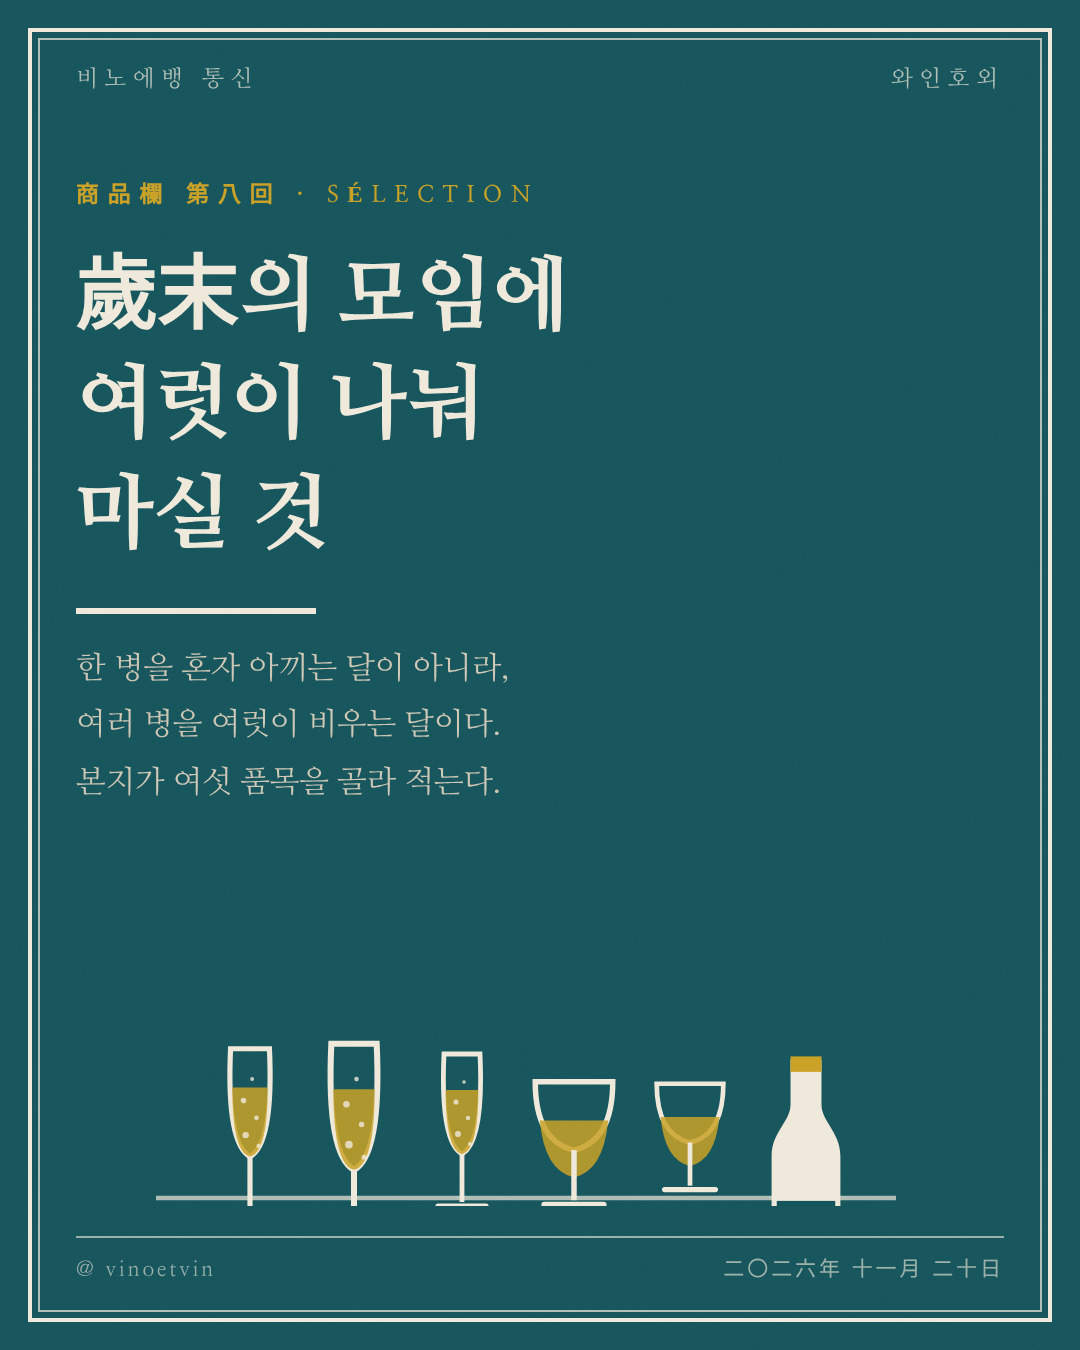 비노에뱅 통신
와인호외
商品欄 第八回 · SÉLECTION
歲末의 모임에
여럿이 나눠
마실 것
한 병을 혼자 아끼는 달이 아니라,
여러 병을 여럿이 비우는 달이다.
본지가 여섯 품목을 골라 적는다.
@ vinoetvin
二〇二六年 十一月 二十日